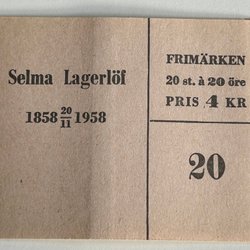 Selma Lagerlöf
1858 20/11 1958
FRIMÄRKEN
20 st. à 20 öre
PRIS 4 KR
20